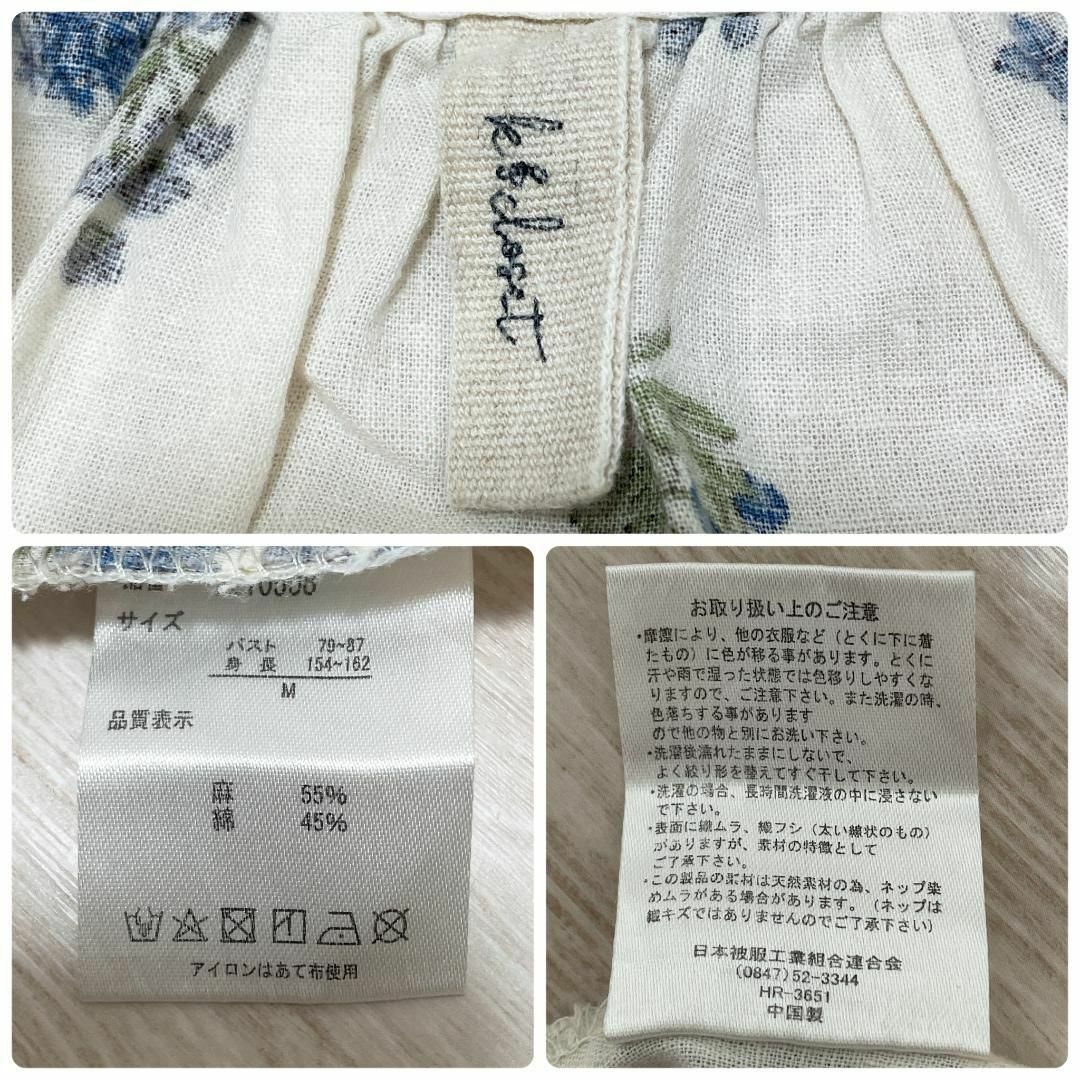 k&closet
サイズ
バスト 79~87
身長 154~162
M
品質表示
麻 55%
綿 45%
アイロンはあて布使用
お取り扱い上のご注意
・摩擦により、他の衣服など（とくに下に着
たもの）に色が移る事があります。とくに
汗や雨で湿った状態では色移りしやすくな
りますので、ご注意下さい。また洗濯の時、
色落ちする事があります
ので他の物と別にお洗い下さい。
・洗濯後濡れたままにしないで、
よく絞り形を替えてすぐ干して下さい。
・洗濯の場合、長時間洗濯液の中に浸さない
で下さい。
・表面に織ムラ、織フシ（太い線状のもの）
がありますが、素材の特徴として
ご了承下さい。
・この製品の素材は天然素材の為、ネップ染
めムラがある場合があります。（ネップは
織キズではありませんのでご了承下さい）
日本被服工業組合連合会
(0847)52-3344
HR-3651
中国製